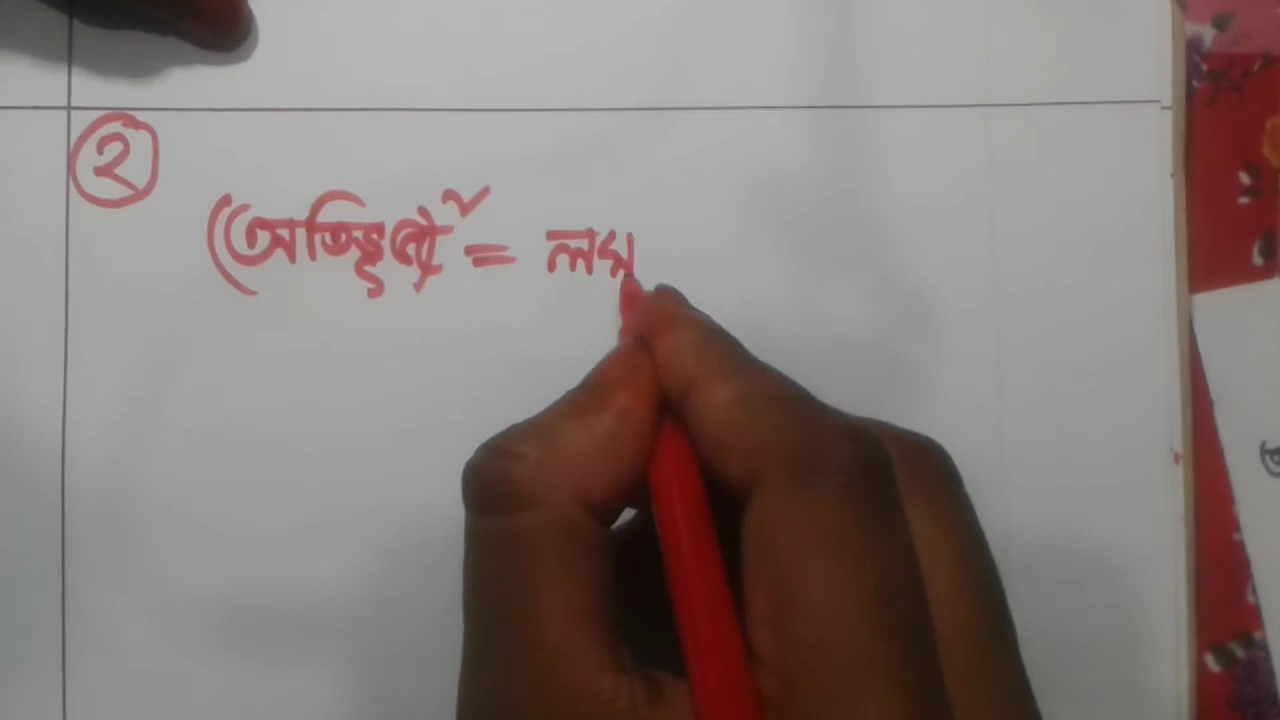 ২
(অতিভুজ)² = লম্ব